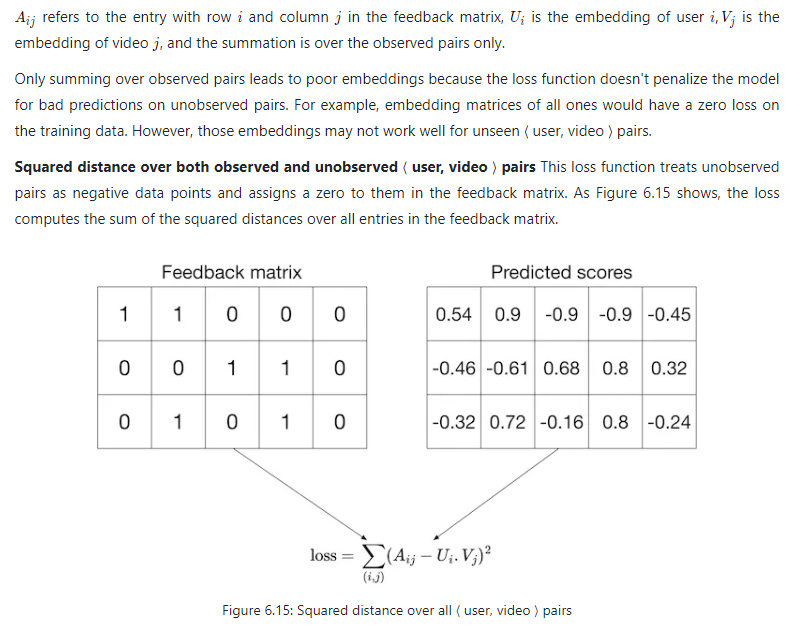 A_{ij} refers to the entry with row i and column j in the feedback matrix, U_i is the embedding of user i, V_j is the
embedding of video j, and the summation is over the observed pairs only.
Only summing over observed pairs leads to poor embeddings because the loss function doesn't penalize the model
for bad predictions on unobserved pairs. For example, embedding matrices of all ones would have a zero loss on
the training data. However, those embeddings may not work well for unseen ⟨ user, video ⟩ pairs.
Squared distance over both observed and unobserved ⟨ user, video ⟩ pairs This loss function treats unobserved
pairs as negative data points and assigns a zero to them in the feedback matrix. As Figure 6.15 shows, the loss
computes the sum of the squared distances over all entries in the feedback matrix.
Feedback matrix
1 1 0 0 0
0 0 1 1 0
0 1 0 1 0
Predicted scores
0.54 0.9 -0.9 -0.9 -0.45
-0.46 -0.61 0.68 0.8 0.32
-0.32 0.72 -0.16 0.8 -0.24
loss = ∑_{(i,j)} (A_{ij} − U_i. V_j)²
Figure 6.15: Squared distance over all ⟨ user, video ⟩ pairs